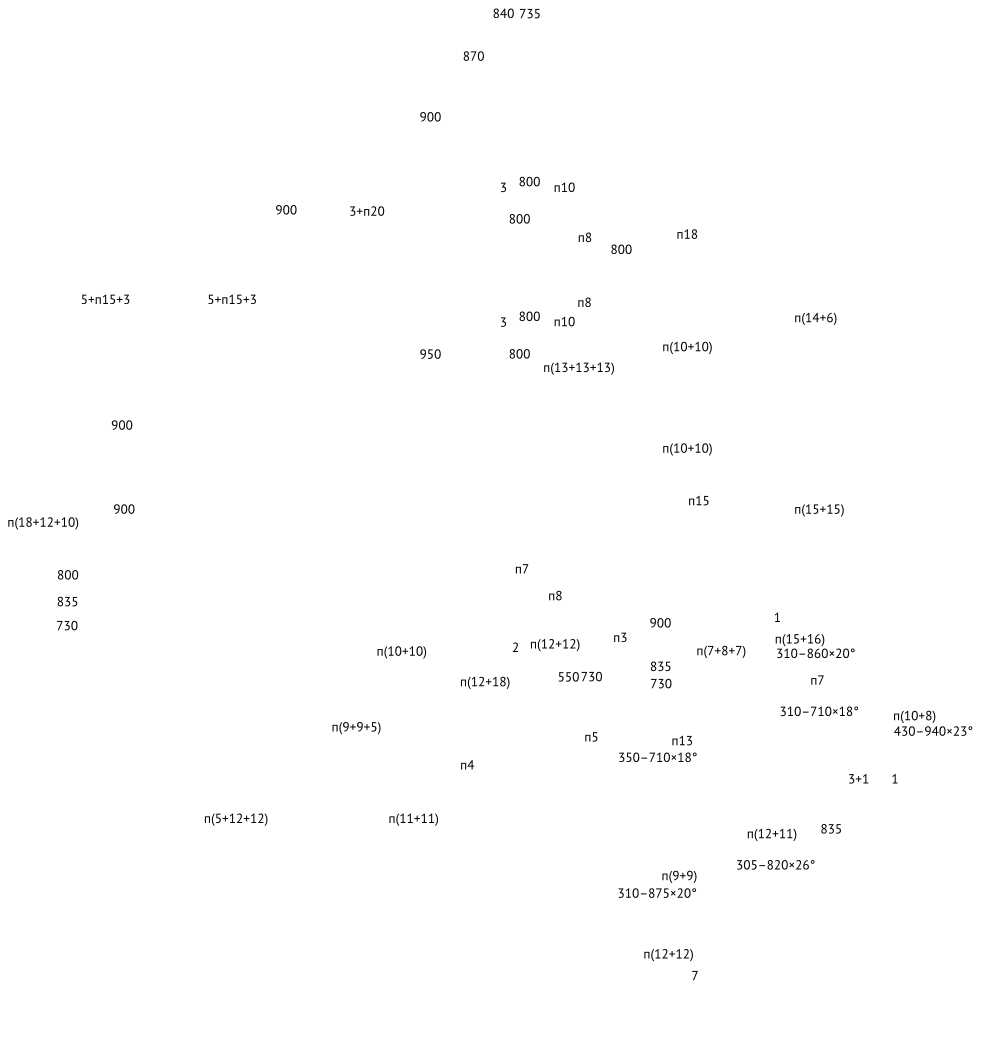 840 735
870
900
3 800 п10
900 3+п20
800
п8 п18
800
5+п15+3 5+п15+3
п8
3 800 п10
п(14+6)
п(10+10)
950 800
п(13+13+13)
900
п(10+10)
п15
900 п(15+15)
п(18+12+10)
п7
800
п8
835
1
730 900
п3 п(15+16)
п(10+10) 2 п(12+12) п(7+8+7) 310–860×20°
835
п(12+18) 550 730 730 п7
310–710×18° п(10+8)
п(9+9+5) 430–940×23°
п5 п13
350–710×18°
п4
3+1 1
п(5+12+12) п(11+11)
п(12+11) 835
305–820×26°
п(9+9)
310–875×20°
п(12+12)
7